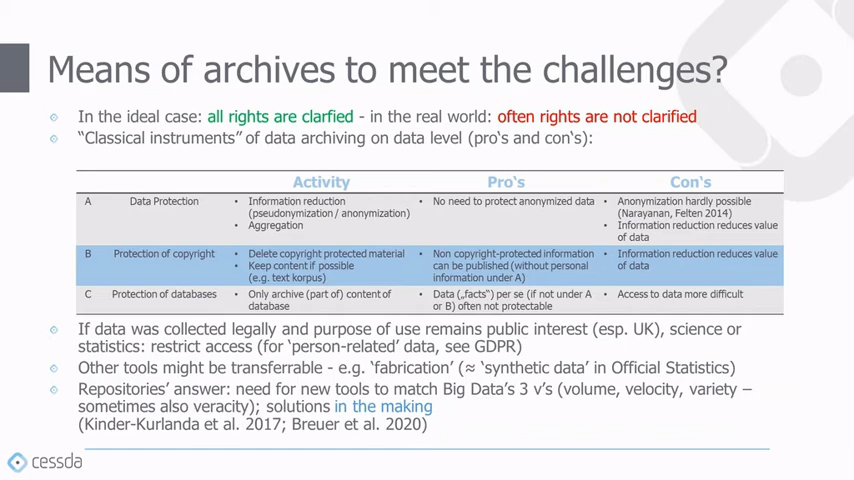 Means of archives to meet the challenges?
In the ideal case: all rights are clarfied - in the real world: often rights are not clarified
“Classical instruments” of data archiving on data level (pro‘s and con‘s):
Activity Pro‘s Con‘s
A Data Protection
• Information reduction
(pseudonymization / anonymization)
• Aggregation
• No need to protect anonymized data
• Anonymization hardly possible
(Narayanan, Felten 2014)
• Information reduction reduces value
of data
B Protection of copyright
• Delete copyright protected material
• Keep content if possible
(e.g. text korpus)
• Non copyright-protected information
can be published (without personal
information under A)
• Information reduction reduces value
of data
C Protection of databases
• Only archive (part of) content of
database
• Data („facts“) per se (if not under A
or B) often not protectable
• Access to data more difficult
If data was collected legally and purpose of use remains public interest (esp. UK), science or
statistics: restrict access (for ‘person-related’ data, see GDPR)
Other tools might be transferrable - e.g. ‘fabrication’ (≈ ‘synthetic data’ in Official Statistics)
Repositories’ answer: need for new tools to match Big Data’s 3 v’s (volume, velocity, variety –
sometimes also veracity); solutions in the making
(Kinder-Kurlanda et al. 2017; Breuer et al. 2020)
cessda